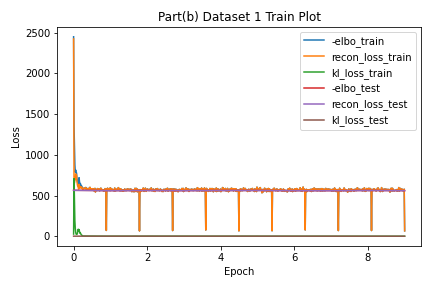 Part(b) Dataset 1 Train Plot
2500
2000
1500
1000
500
0
Loss
-elbo_train
recon_loss_train
kl_loss_train
-elbo_test
recon_loss_test
kl_loss_test
0 2 4 6 8
Epoch